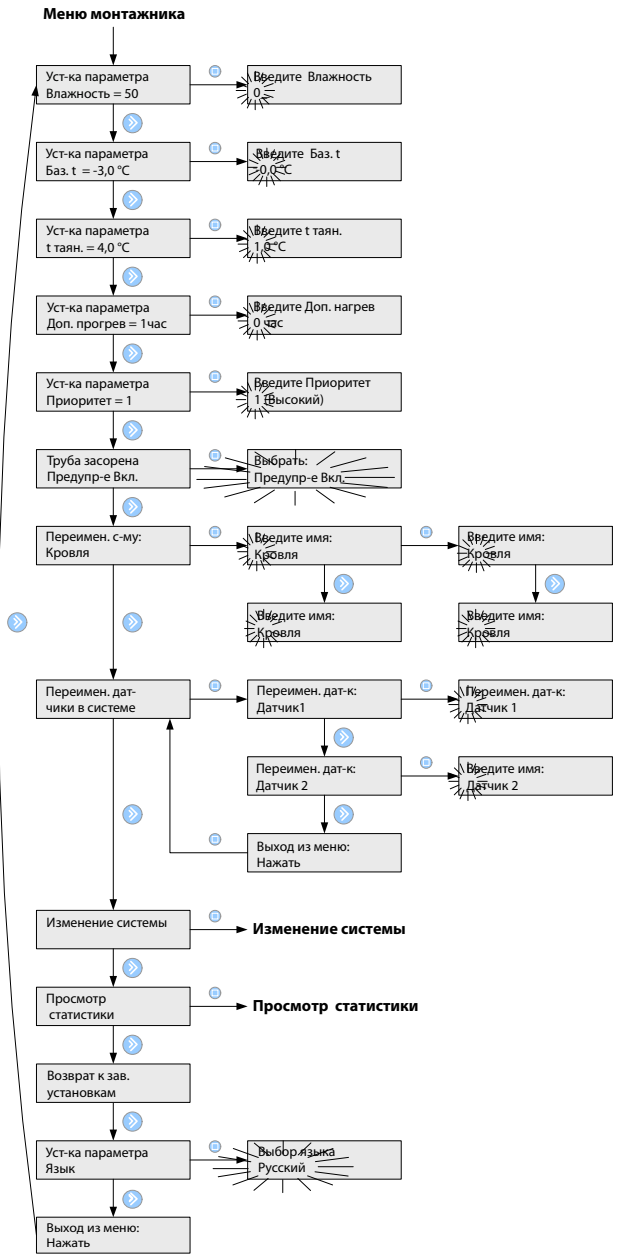 Меню монтажника
Уст-ка параметра
Влажность = 50
Введите Влажность
0_
Уст-ка параметра
Баз. t = -3,0 °C
Введите Баз. t
-0,0°C
Уст-ка параметра
t таян. = 4,0 °C
Введите t таян.
1,0°C
Уст-ка параметра
Доп. прогрев = 1час
Введите Доп. нагрев
0 час
Уст-ка параметра
Приоритет = 1
Введите Приоритет
1 (Высокий)
Труба засорена
Предупр-е Вкл.
Выбрать:
Предупр-е Вкл.
Переимен. с-му:
Кровля
Введите имя:
Кровля
Введите имя:
Кровля
Введите имя:
Кровля
Введите имя:
Кровля
Переимен. дат-
чики в системе
Переимен. дат-к:
Датчик1
Переимен. дат-к:
Датчик 1
Переимен. дат-к:
Датчик 2
Введите имя:
Датчик 2
Выход из меню:
Нажать
Изменение системы
Изменение системы
Просмотр
статистики
Просмотр статистики
Возврат к зав.
установкам
Уст-ка параметра
Язык
Выбор языка
Русский
Выход из меню:
Нажать